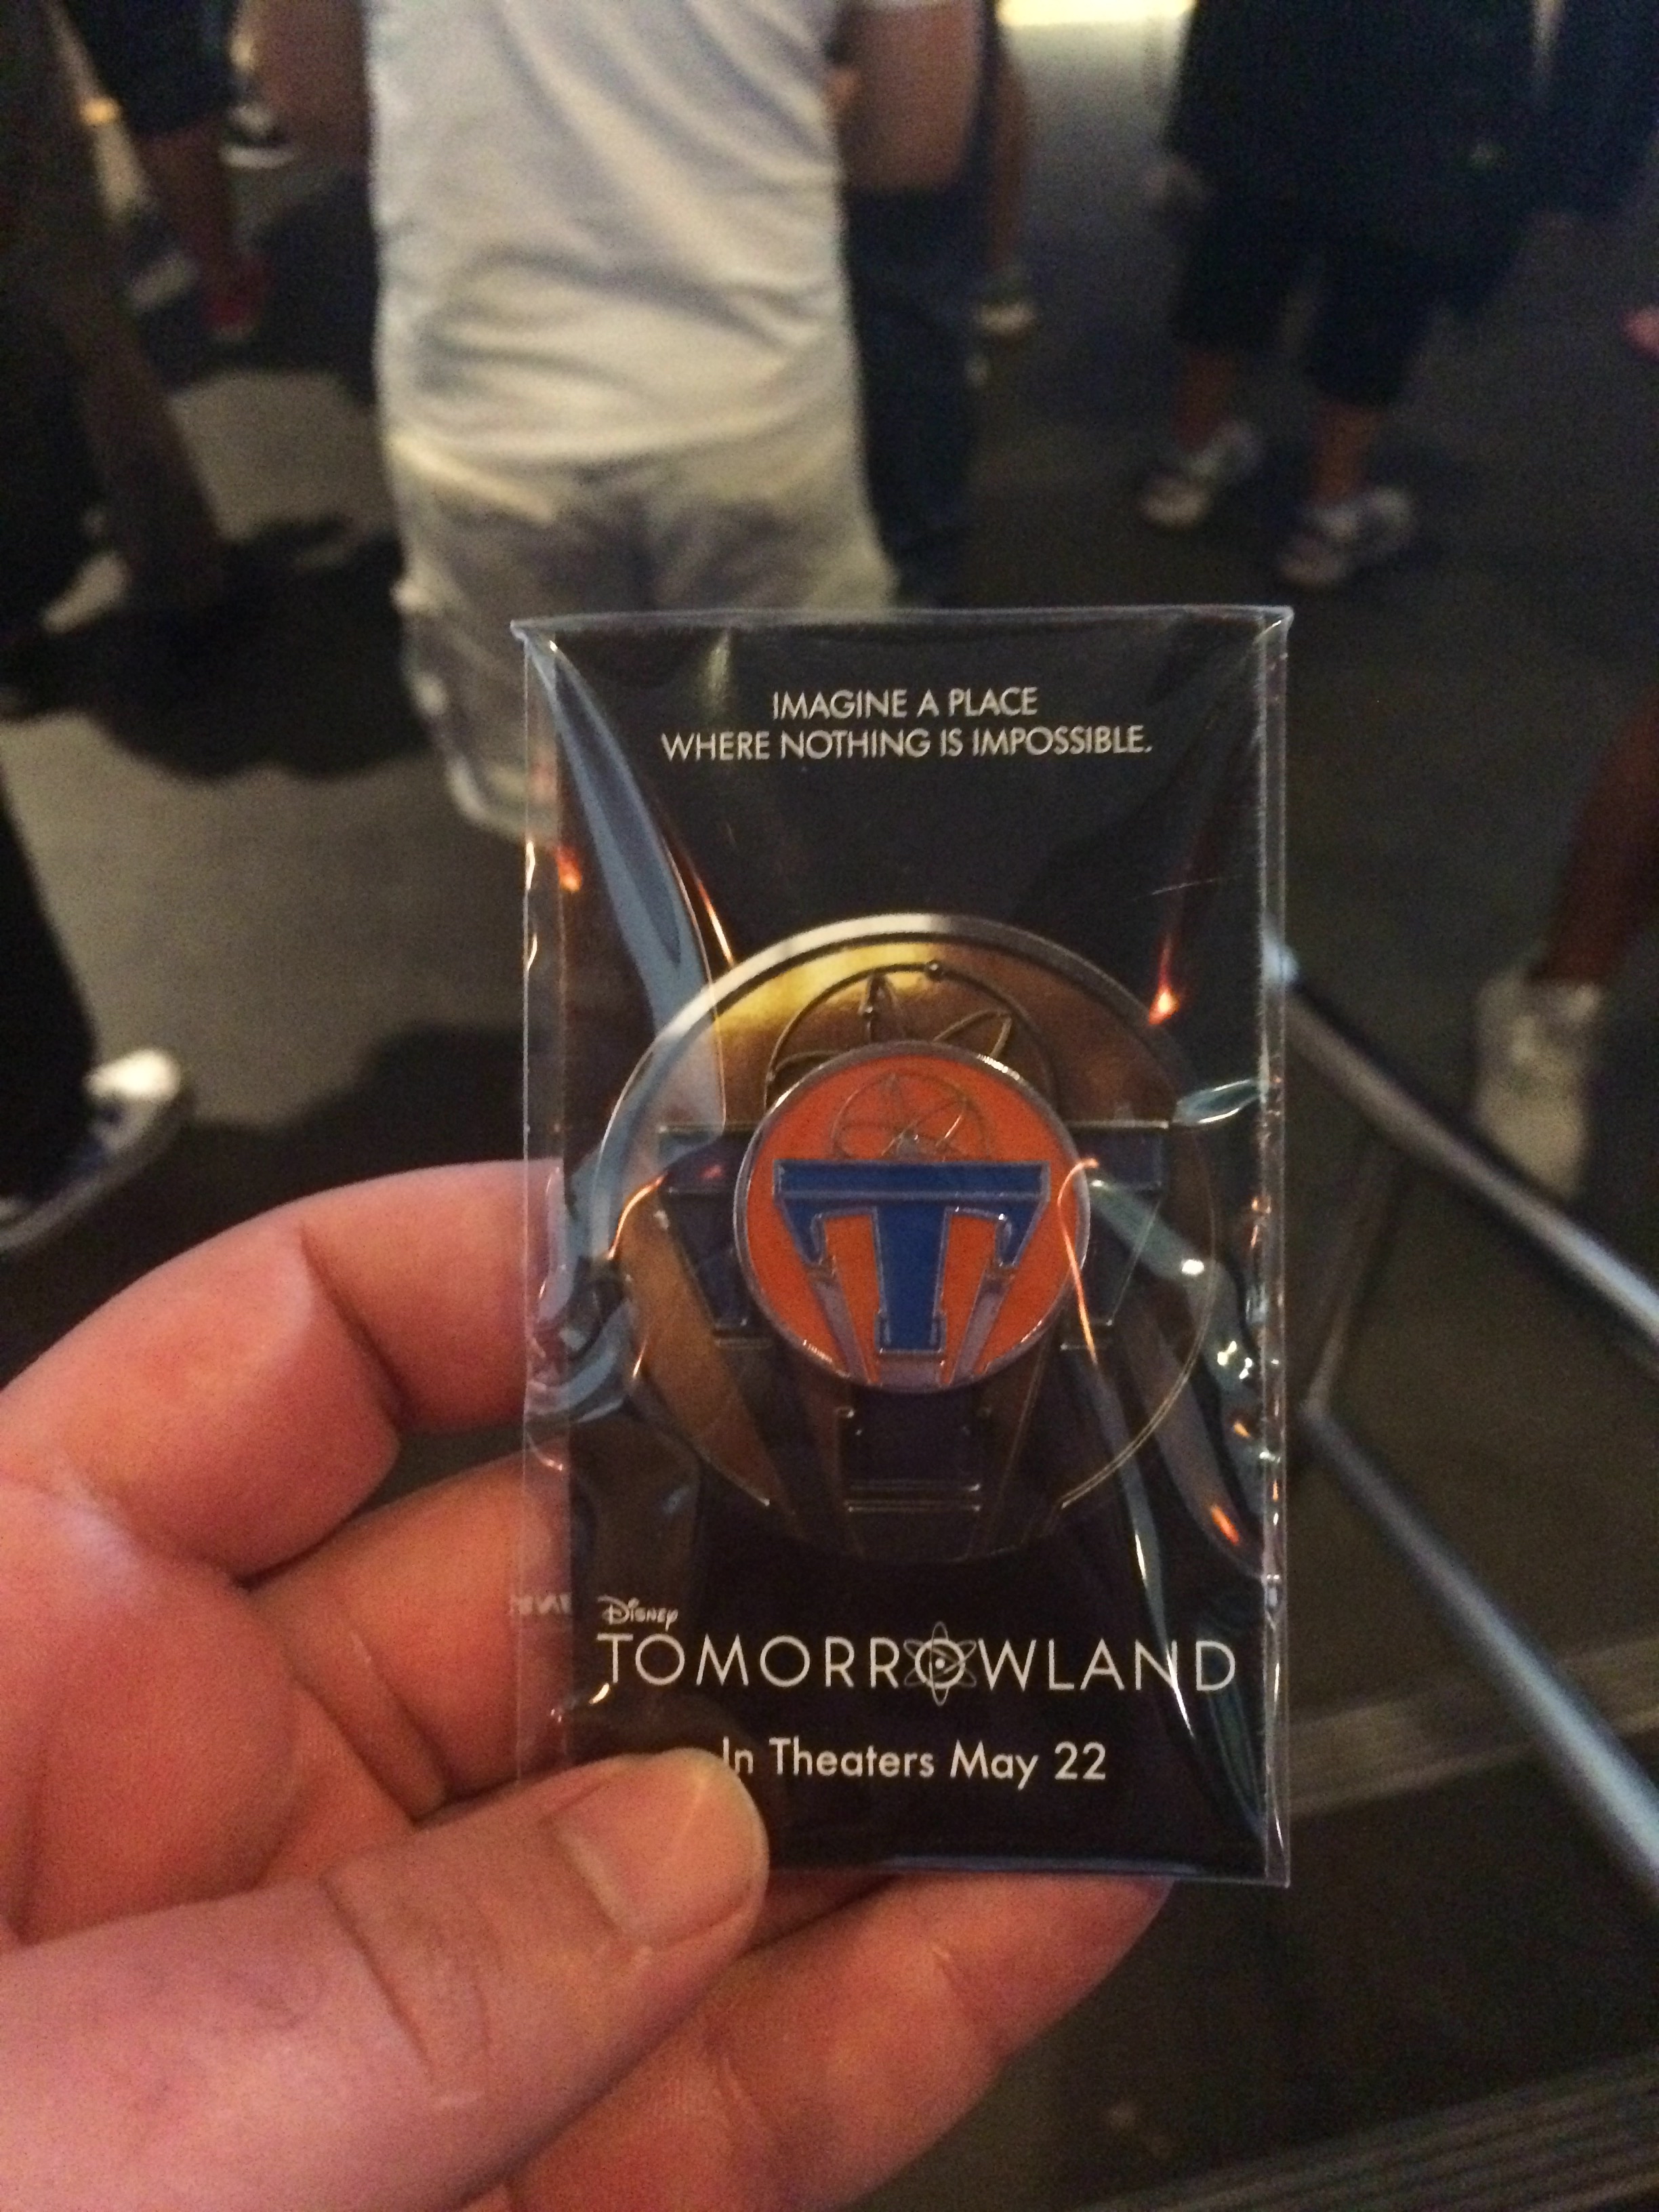 IMAGINE A PLACE
WHERE NOTHING IS IMPOSSIBLE.
T
DISNEY
TOMORROWLAND
In Theaters May 22